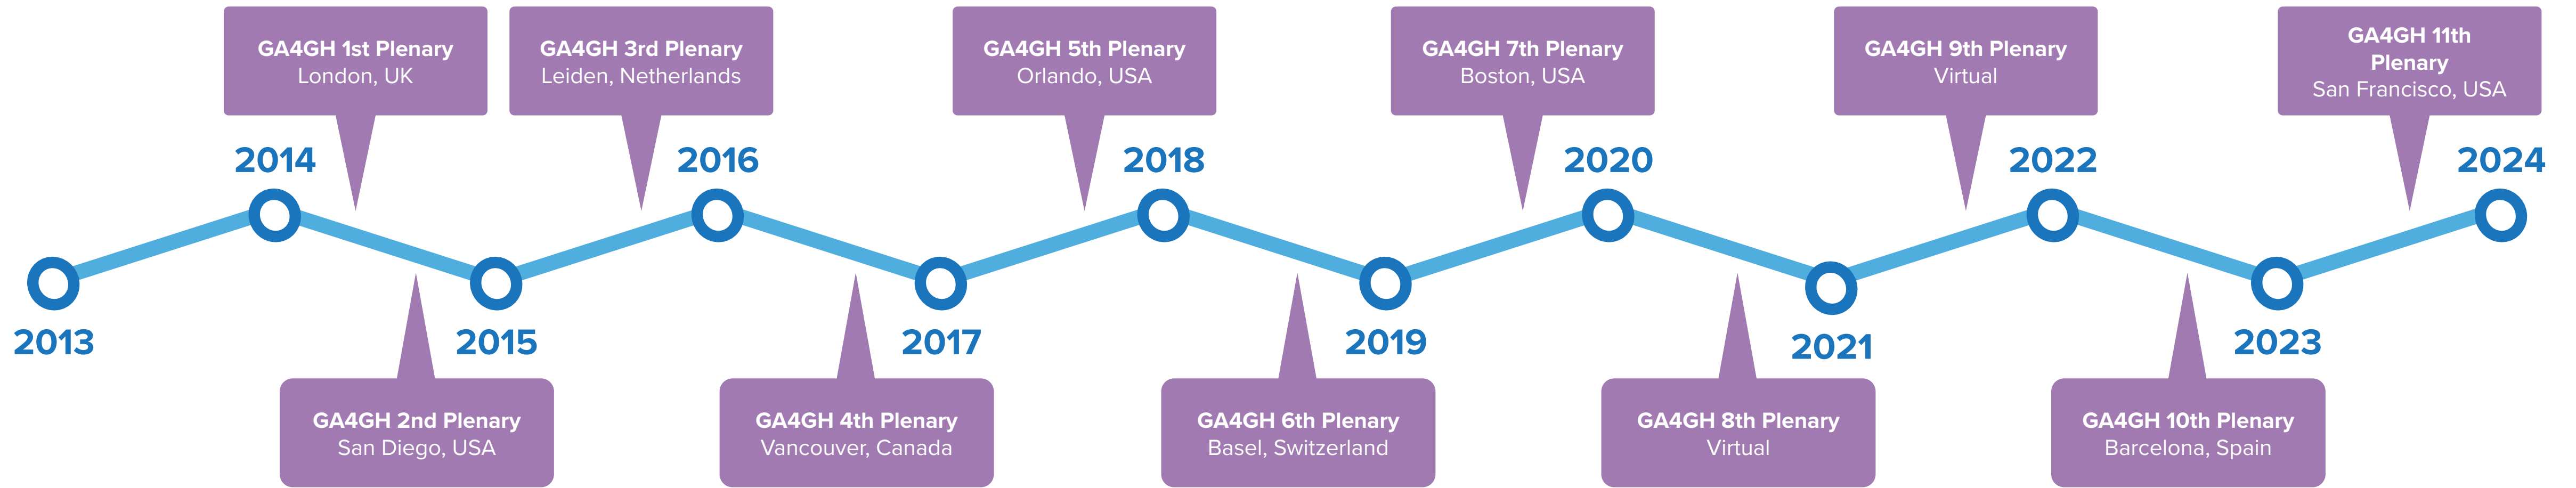 GA4GH 1st Plenary
London, UK
GA4GH 3rd Plenary
Leiden, Netherlands
GA4GH 5th Plenary
Orlando, USA
GA4GH 7th Plenary
Boston, USA
GA4GH 9th Plenary
Virtual
GA4GH 11th
Plenary
San Francisco, USA
2014
2016
2018
2020
2022
2024
2013
2015
2017
2019
2021
2023
GA4GH 2nd Plenary
San Diego, USA
GA4GH 4th Plenary
Vancouver, Canada
GA4GH 6th Plenary
Basel, Switzerland
GA4GH 8th Plenary
Virtual
GA4GH 10th Plenary
Barcelona, Spain